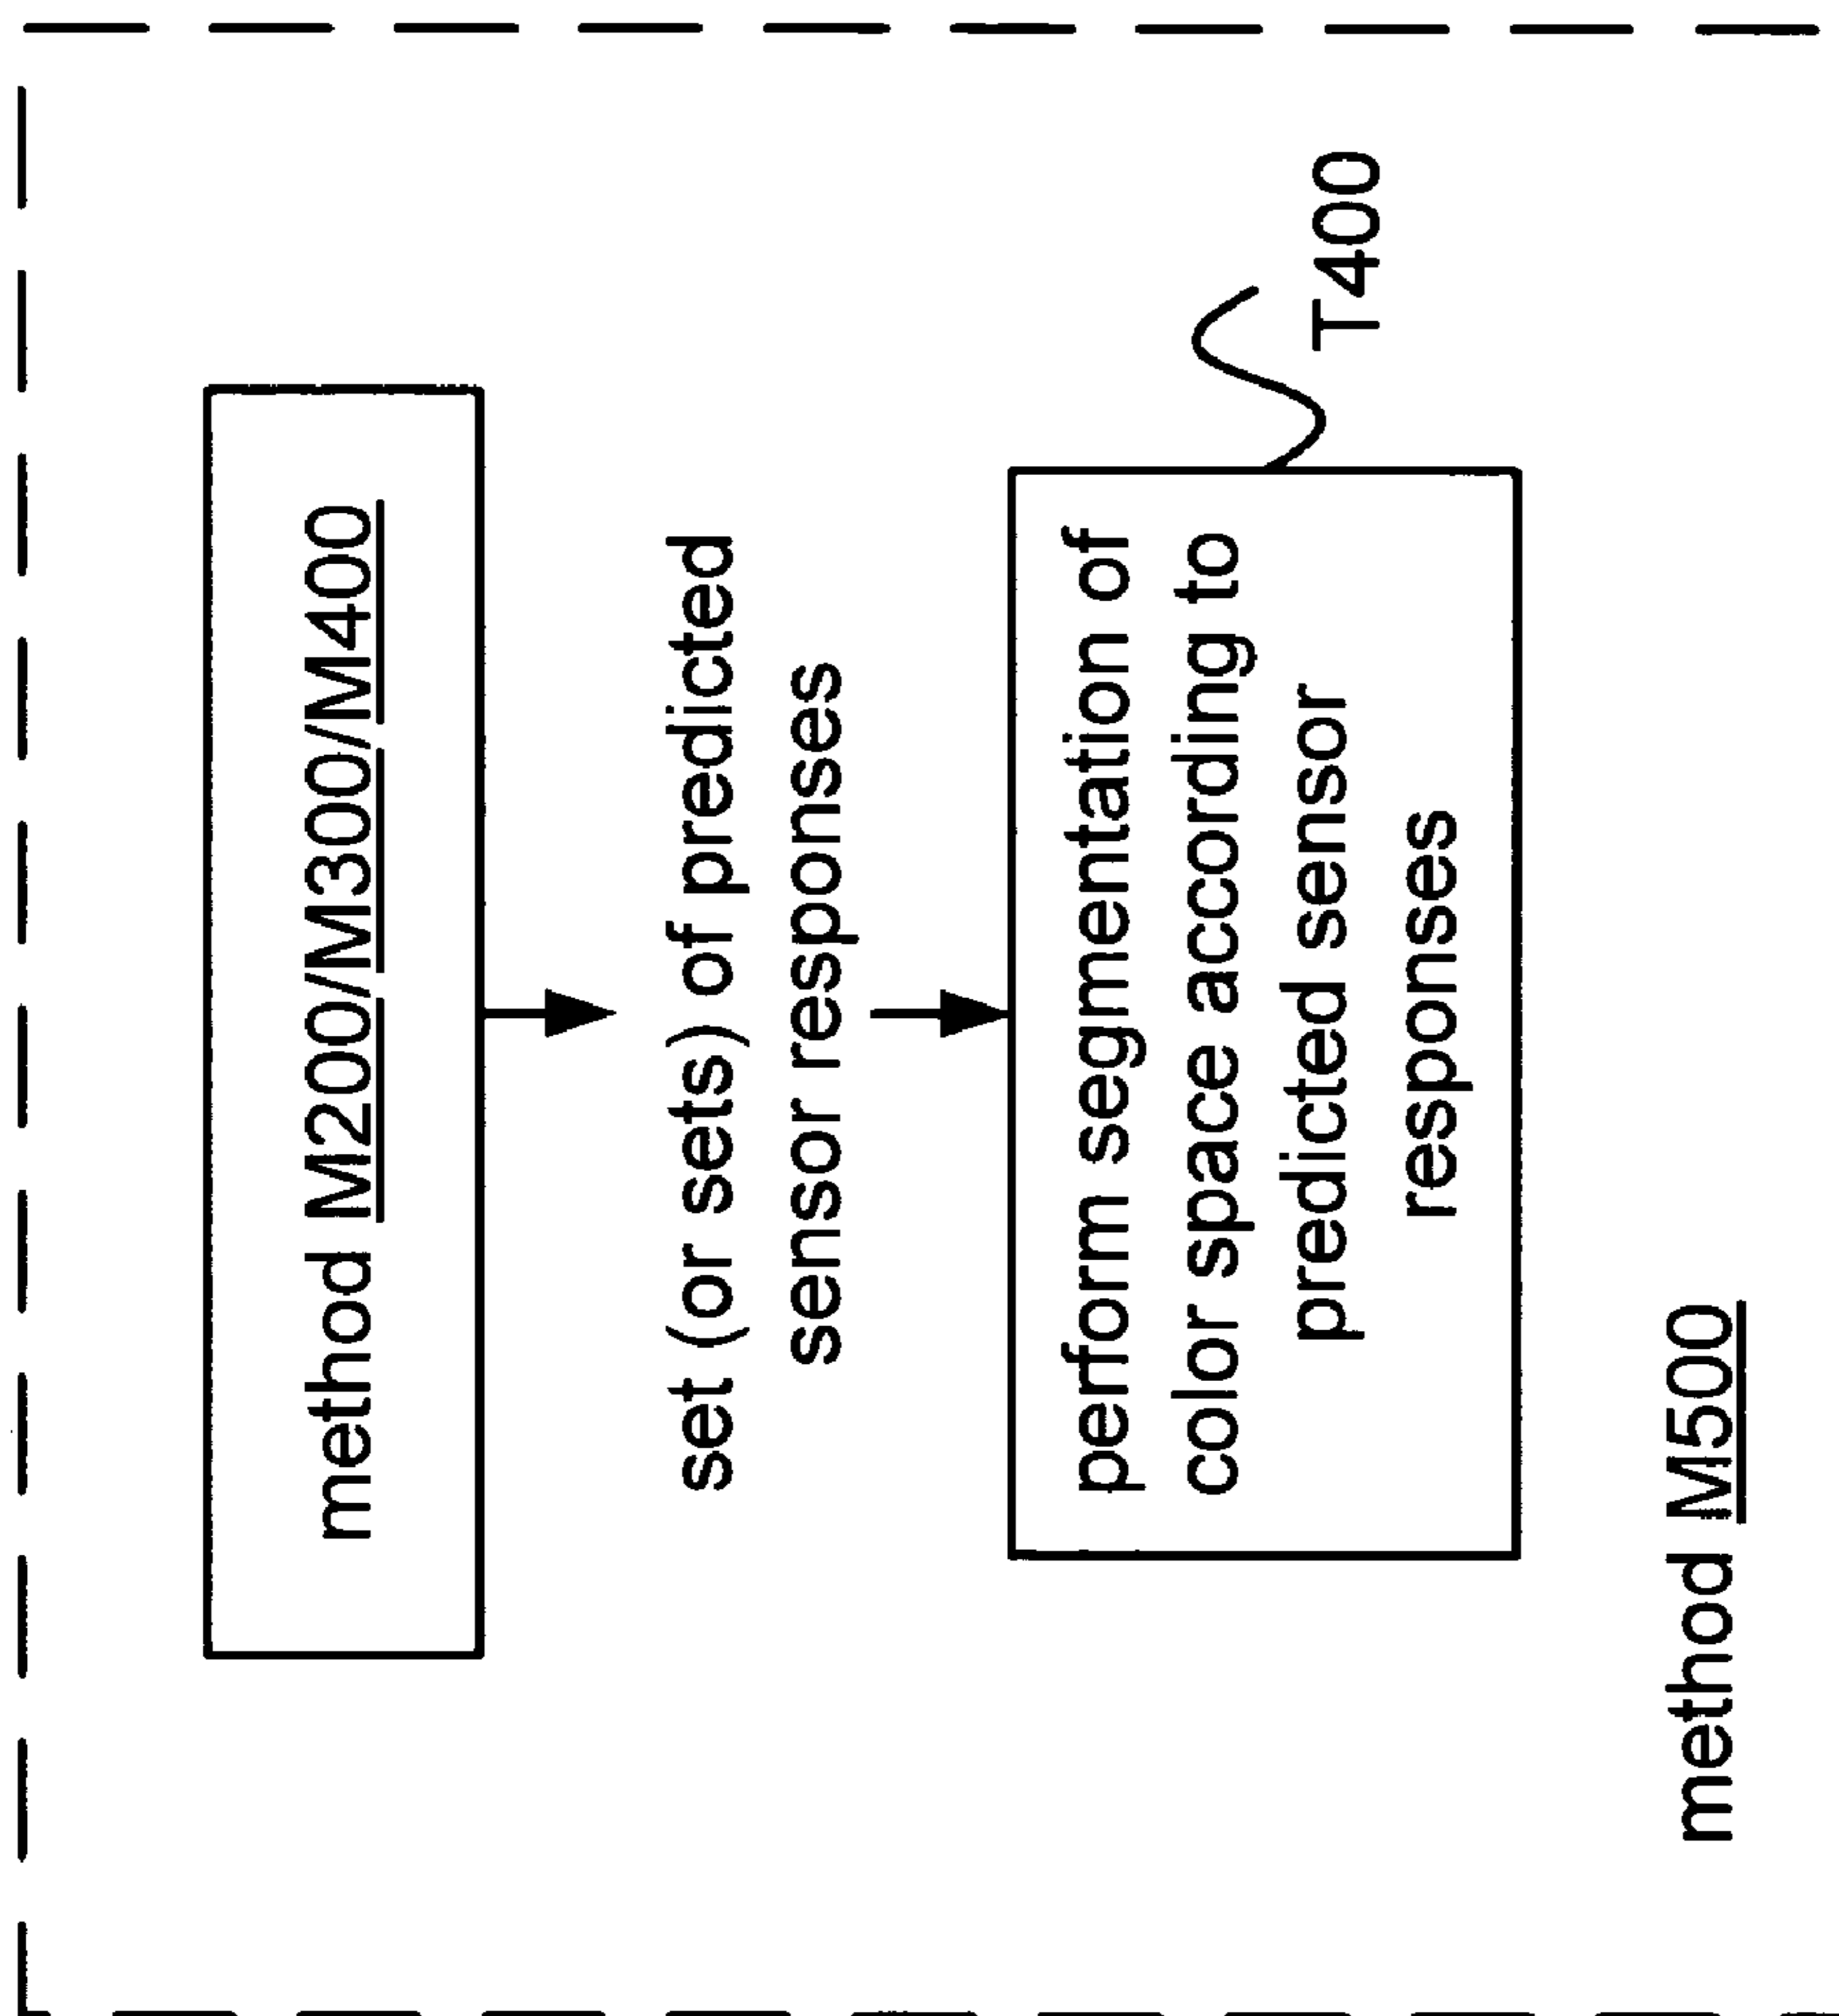 method M200/M300/M400
set (or sets) of predicted
sensor responses
perform segmentation of
color space according to
predicted sensor
responses
T400
method M500